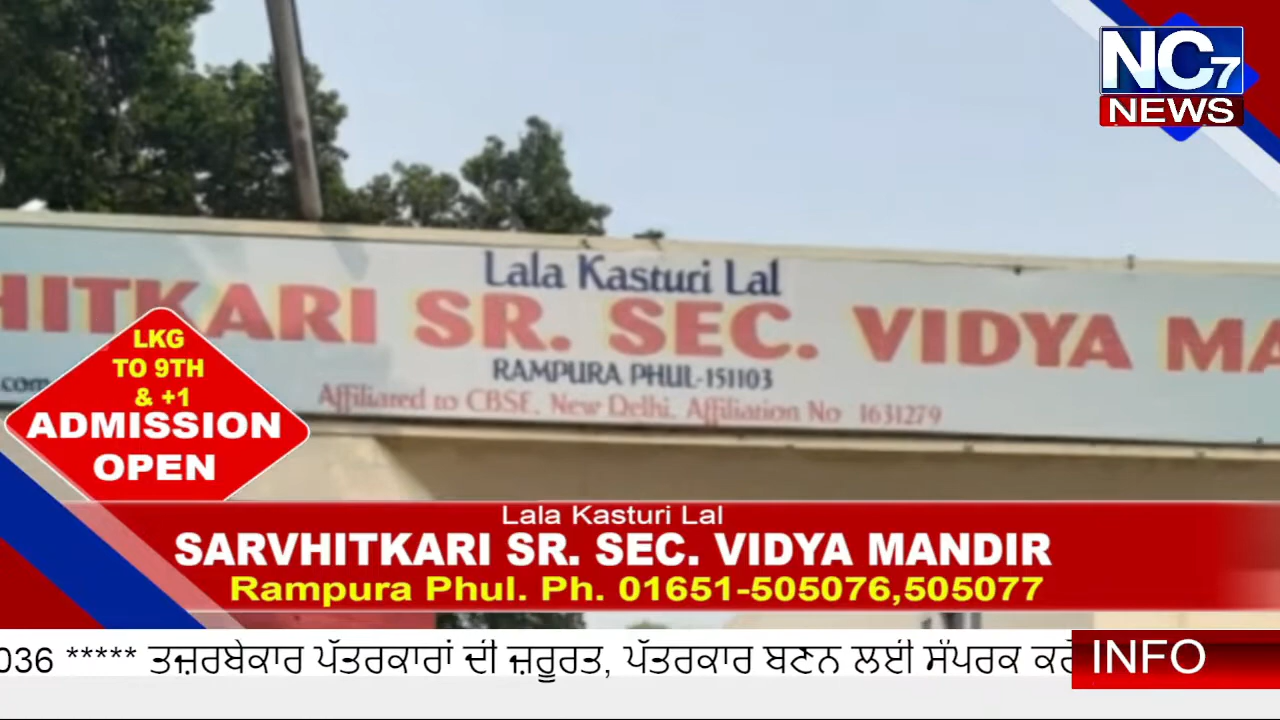 NC7
NEWS
Lala Kasturi Lal
HITKARI SR. SEC. VIDYA MA
RAMPURA PHUL-151103
.com
Affiliated to CBSE, New Delhi, Affiliation No 1631279
LKG
TO 9TH
& +1
ADMISSION
OPEN
Lala Kasturi Lal
SARVHITKARI SR. SEC. VIDYA MANDIR
Rampura Phul. Ph. 01651-505076,505077
036 ***** ਤਜ਼ਰਬੇਕਾਰ ਪੱਤਰਕਾਰਾਂ ਦੀ ਜ਼ਰੂਰਤ, ਪੱਤਰਕਾਰ ਬਣਨ ਲਈ ਸੰਪਰਕ
INFO